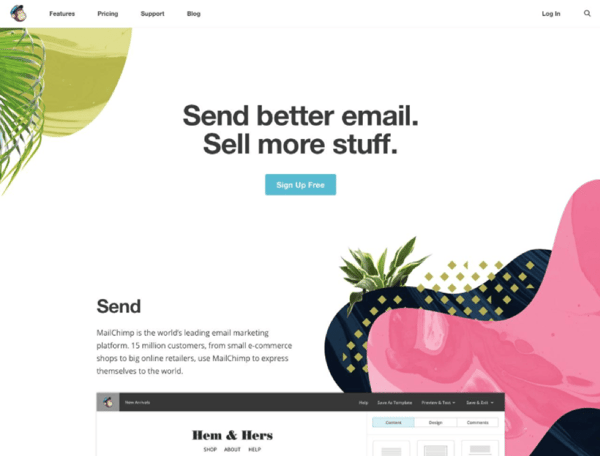 Features Pricing Support Blog Log In
Send better email.
Sell more stuff.
Sign Up Free
Send
MailChimp is the world's leading email marketing
platform. 15 million customers, from small e-commerce
shops to big online retailers, use MailChimp to express
themselves to the world.
New Arrivals Help Save As Template Preview & Test Save & Exit
Content Design Comments
Hem & Hers
SHOP ABOUT HELP